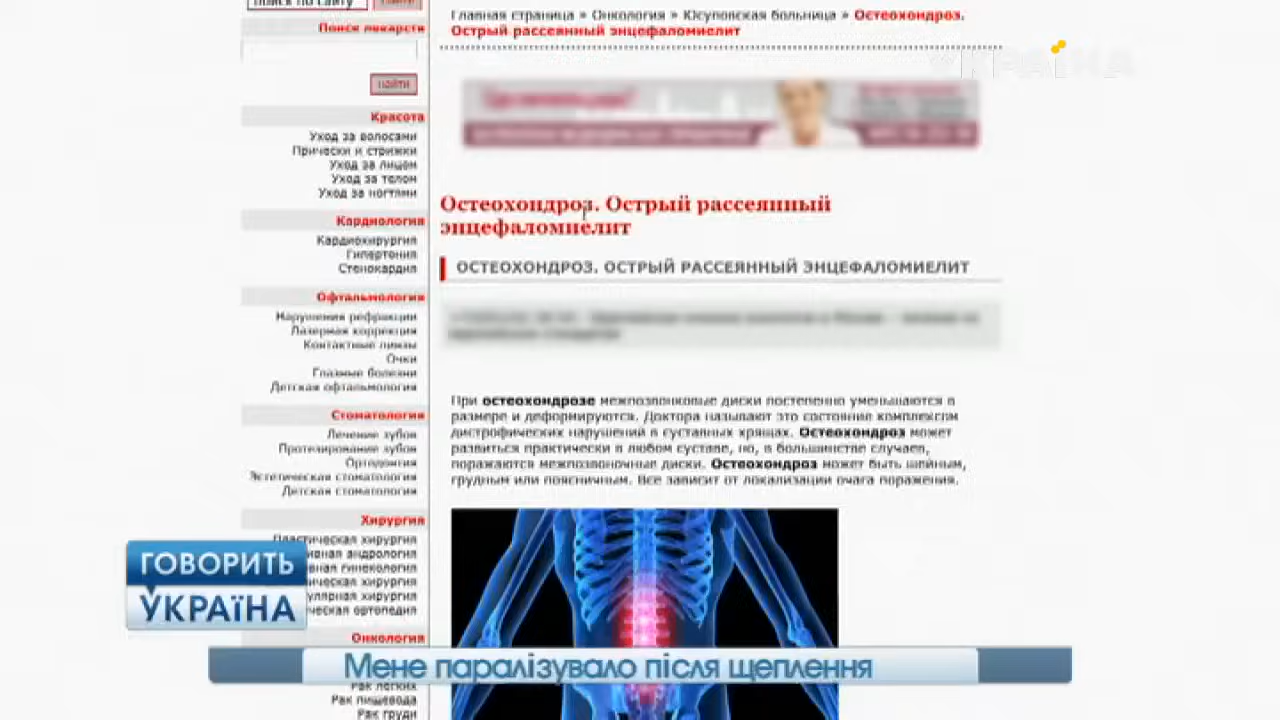 Поиск по сайту
Поиск лекарств
найти
Красота
Уход за волосами
Прически и стрижки
Уход за лицом
Уход за телом
Уход за ногтями
Кардиология
Кардиохирургия
Гипертония
Стенокардия
Офтальмология
Нарушения рефракции
Лазерная коррекция
Контактные линзы
Очки
Глазные болезни
Детская офтальмология
Стоматология
Лечение зубов
Протезирование зубов
Ортодонтия
Эстетическая стоматология
Детская стоматология
Хирургия
Пластическая хирургия
Онкология
Рак легких
Рак пищевода
Рак груди
Главная страница » Онкология » Юсуповская больница » Остеохондроз.
Острый рассеянный энцефаломиелит
УКРАЇНА
Остеохондроз. Острый рассеянный
энцефаломиелит
ОСТЕОХОНДРОЗ. ОСТРЫЙ РАССЕЯННЫЙ ЭНЦЕФАЛОМИЕЛИТ
При остеохондрозе межпозвонковые диски постепенно уменьшаются в
размере и деформируются. Доктора называют это состояние комплексом
дистрофических нарушений в суставных хрящах. Остеохондроз может
развиться практически в любом суставе, но, в большинстве случаев,
поражаются межпозвоночные диски. Остеохондроз может быть шейным,
грудным или поясничным. Все зависит от локализации очага поражения.
ГОВОРИТЬ
УКРАЇНА
Мене паралізувало після щеплення